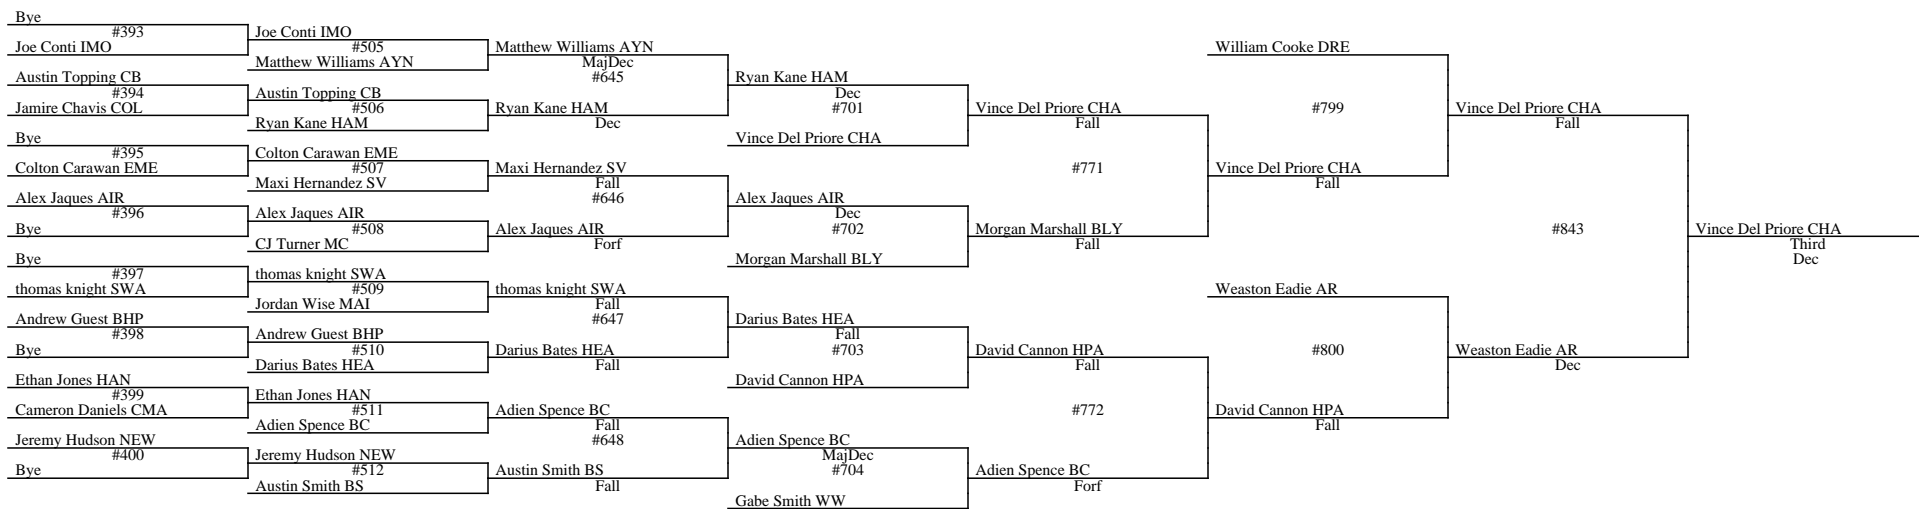 Bye
#393
Joe Conti IMO
Austin Topping CB
#394
Jamire Chavis COL
Bye
#395
Colton Carawan EME
Alex Jaques AIR
#396
Bye
Bye
#397
thomas knight SWA
Andrew Guest BHP
#398
Bye
Ethan Jones HAN
#399
Cameron Daniels CMA
Jeremy Hudson NEW
#400
Bye
Joe Conti IMO
#505
Matthew Williams AYN
Austin Topping CB
#506
Ryan Kane HAM
Colton Carawan EME
#507
Maxi Hernandez SV
Alex Jaques AIR
#508
CJ Turner MC
thomas knight SWA
#509
Jordan Wise MAI
Andrew Guest BHP
#510
Darius Bates HEA
Ethan Jones HAN
#511
Adien Spence BC
Jeremy Hudson NEW
#512
Austin Smith BS
Matthew Williams AYN
MajDec
#645
Ryan Kane HAM
Dec
Maxi Hernandez SV
Fall
#646
Alex Jaques AIR
Forf
thomas knight SWA
Fall
#647
Darius Bates HEA
Fall
Adien Spence BC
Fall
#648
Austin Smith BS
Fall
Ryan Kane HAM
Dec
#701
Vince Del Priore CHA
Alex Jaques AIR
Dec
#702
Morgan Marshall BLY
Darius Bates HEA
Fall
#703
David Cannon HPA
Adien Spence BC
MajDec
#704
Gabe Smith WW
Vince Del Priore CHA
Fall
#771
Morgan Marshall BLY
Fall
David Cannon HPA
Fall
#772
Adien Spence BC
Forf
William Cooke DRE
#799
Vince Del Priore CHA
Fall
Weaston Eadie AR
#800
David Cannon HPA
Fall
Vince Del Priore CHA
Fall
#843
Weaston Eadie AR
Dec
Vince Del Priore CHA
Third
Dec